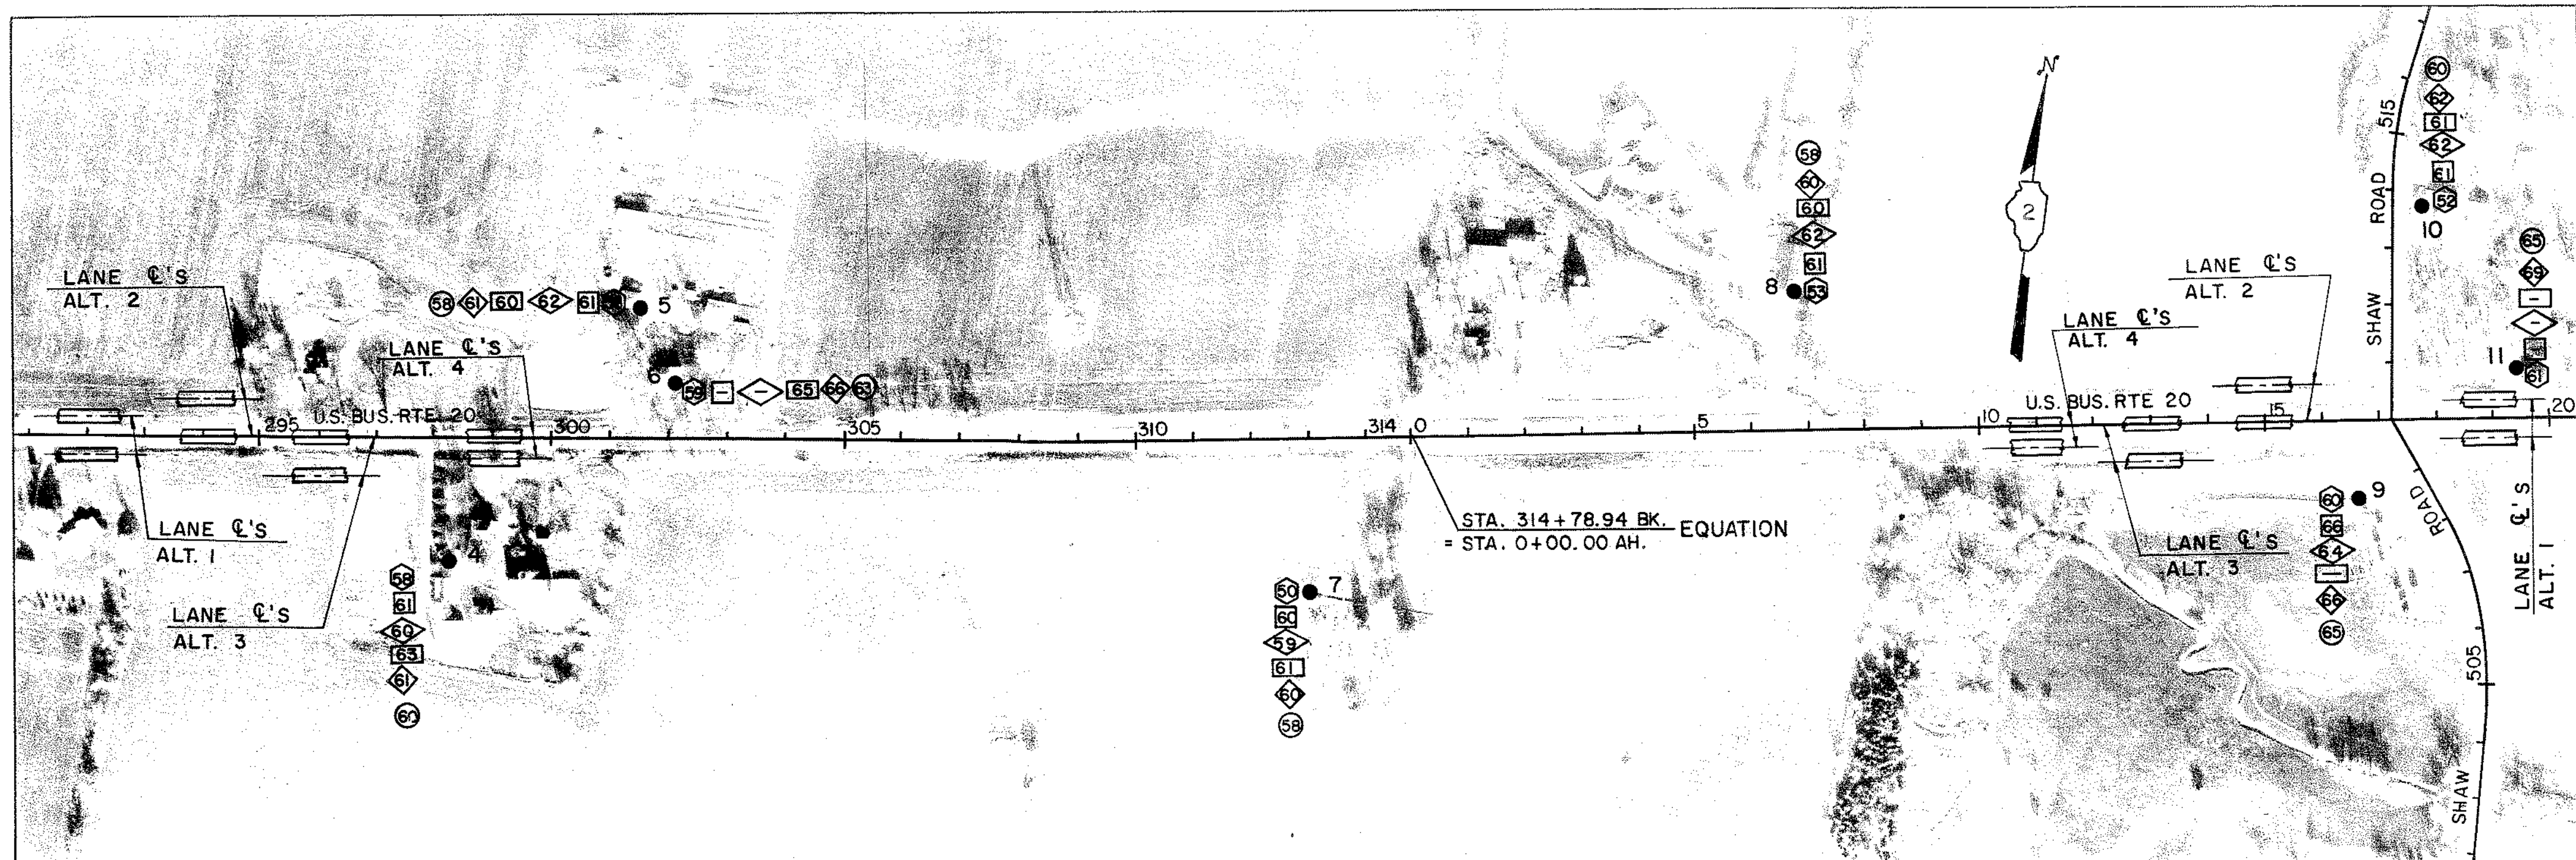 LANE ℄'S
ALT. 2
LANE ℄'S
ALT. 4
U.S. BUS. RTE 20
295
300
305
310
314
0
5
10
15
20
LANE ℄'S
ALT. 1
LANE ℄'S
ALT. 3
58 61 60 62 61
5
6
59 - - 65 66 63
4
58
61
60
63
61
60
50
7
60
59
61
60
58
STA. 314+78.94 BK.
= STA. 0+00.00 AH.
EQUATION
58
60
60
62
61
8
53
N
2
LANE ℄'S
ALT. 2
LANE ℄'S
ALT. 4
U.S. BUS. RTE 20
LANE ℄'S
ALT. 3
60
9
66
64
-
66
65
SHAW ROAD
515
60
62
61
62
61
52
10
65
69
-
-
11
61
ROAD
505
SHAW
LANE ℄'S
ALT. 1